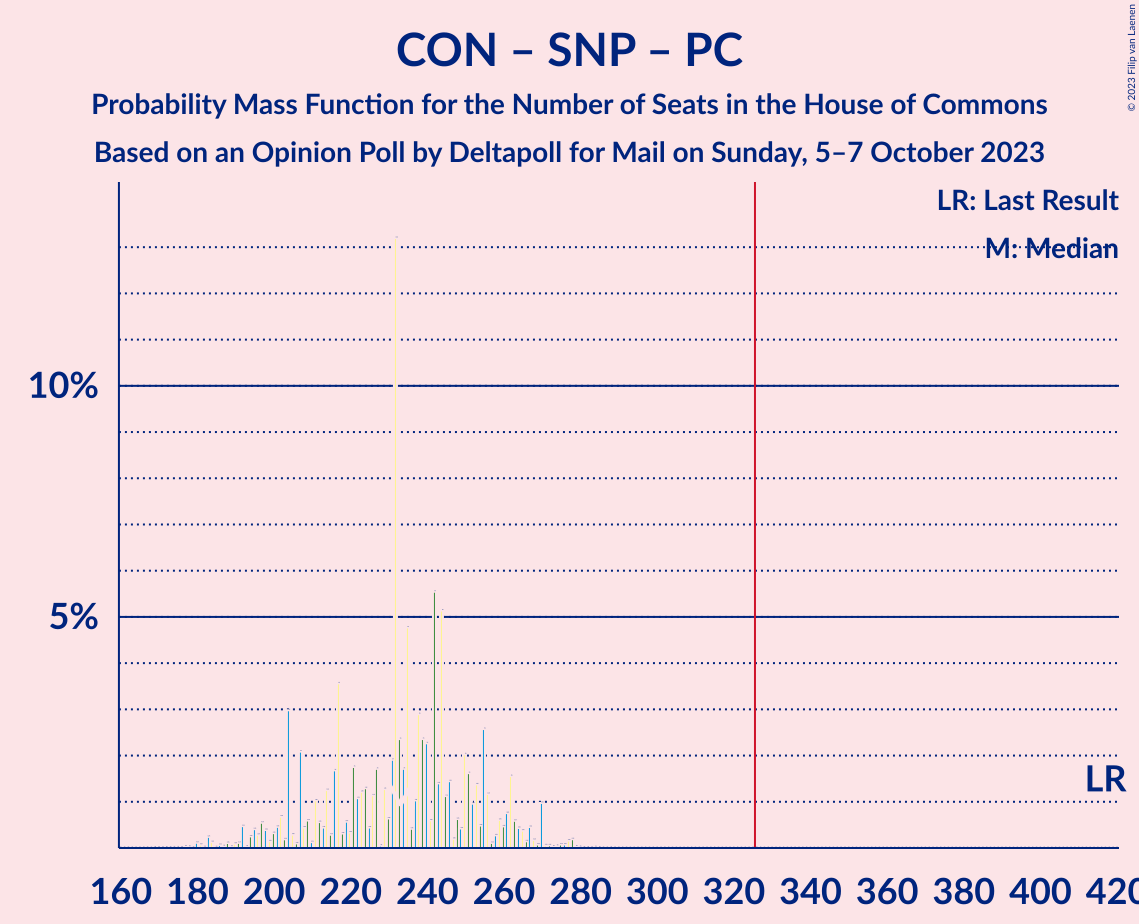 CON – SNP – PC
Probability Mass Function for the Number of Seats in the House of Commons
Based on an Opinion Poll by Deltapoll for Mail on Sunday, 5–7 October 2023
© 2023 Filip van Laenen
LR: Last Result
M: Median
10%
5%
LR
160 180 200 220 240 260 280 300 320 340 360 380 400 420